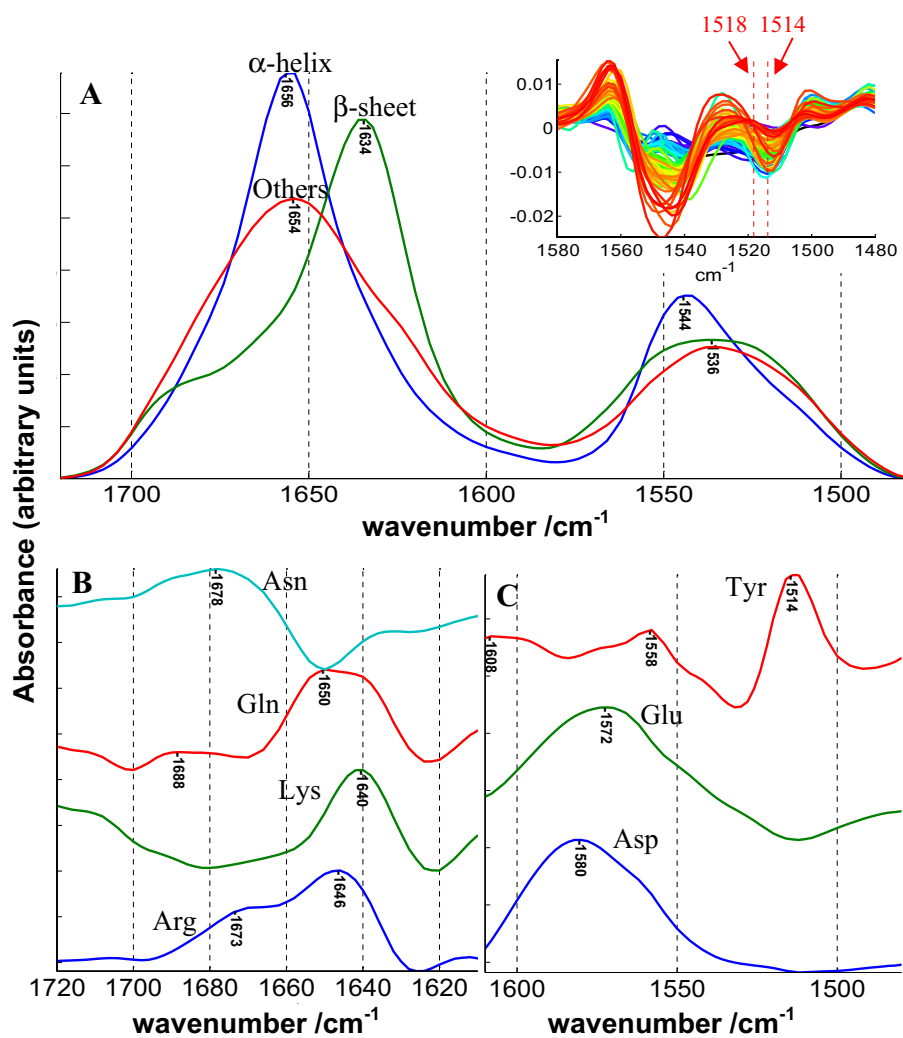 1518 1514
α-helix
A
-1656
β-sheet
-1634
Others
-1654
0.01
0
-0.01
-0.02
1580 1560 1540 1520 1500 1480
cm-1
-1544
-1536
1700 1650 1600 1550 1500
wavenumber /cm-1
Absorbance (arbitrary units)
B
Asn
-1678
Gln
-1650
-1688
Lys
-1640-
Arg
-1673
-1646
1720 1700 1680 1660 1640 1620
wavenumber /cm-1
C
Tyr
-1514
-1608
-1558
Glu
-1572
Asp
-1580
1600 1550 1500
wavenumber /cm-1